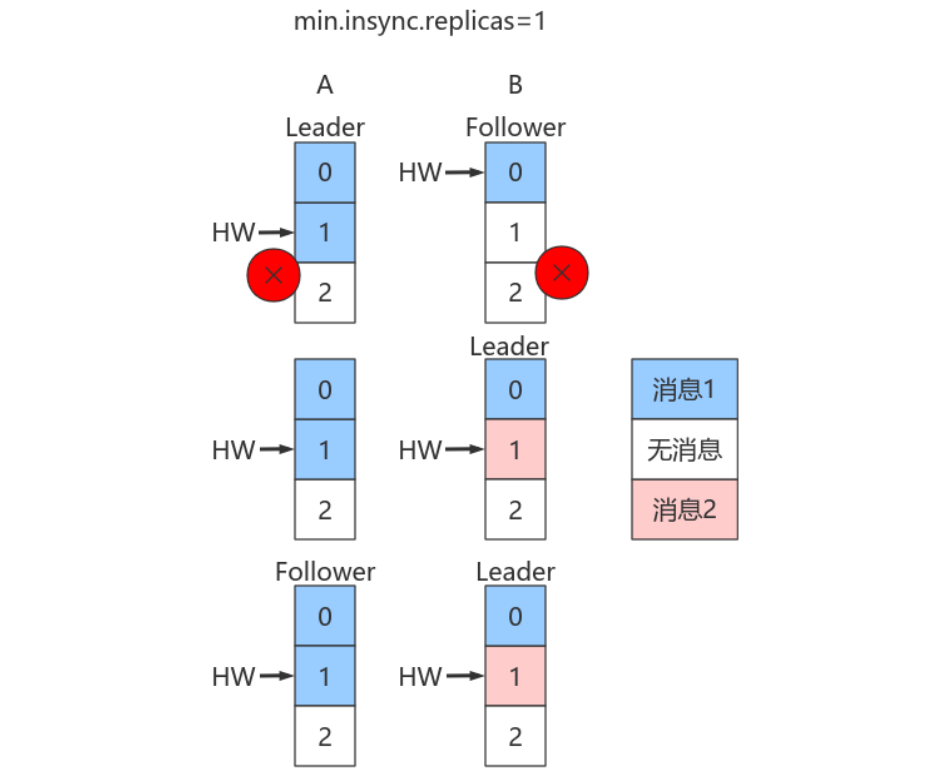 min.insync.replicas=1
A B
Leader Follower
0 HW 0
HW 1 1
2 2
Leader
0 0 消息1
HW 1 HW 1 无消息
2 2 消息2
Follower Leader
0 0
HW 1 HW 1
2 2